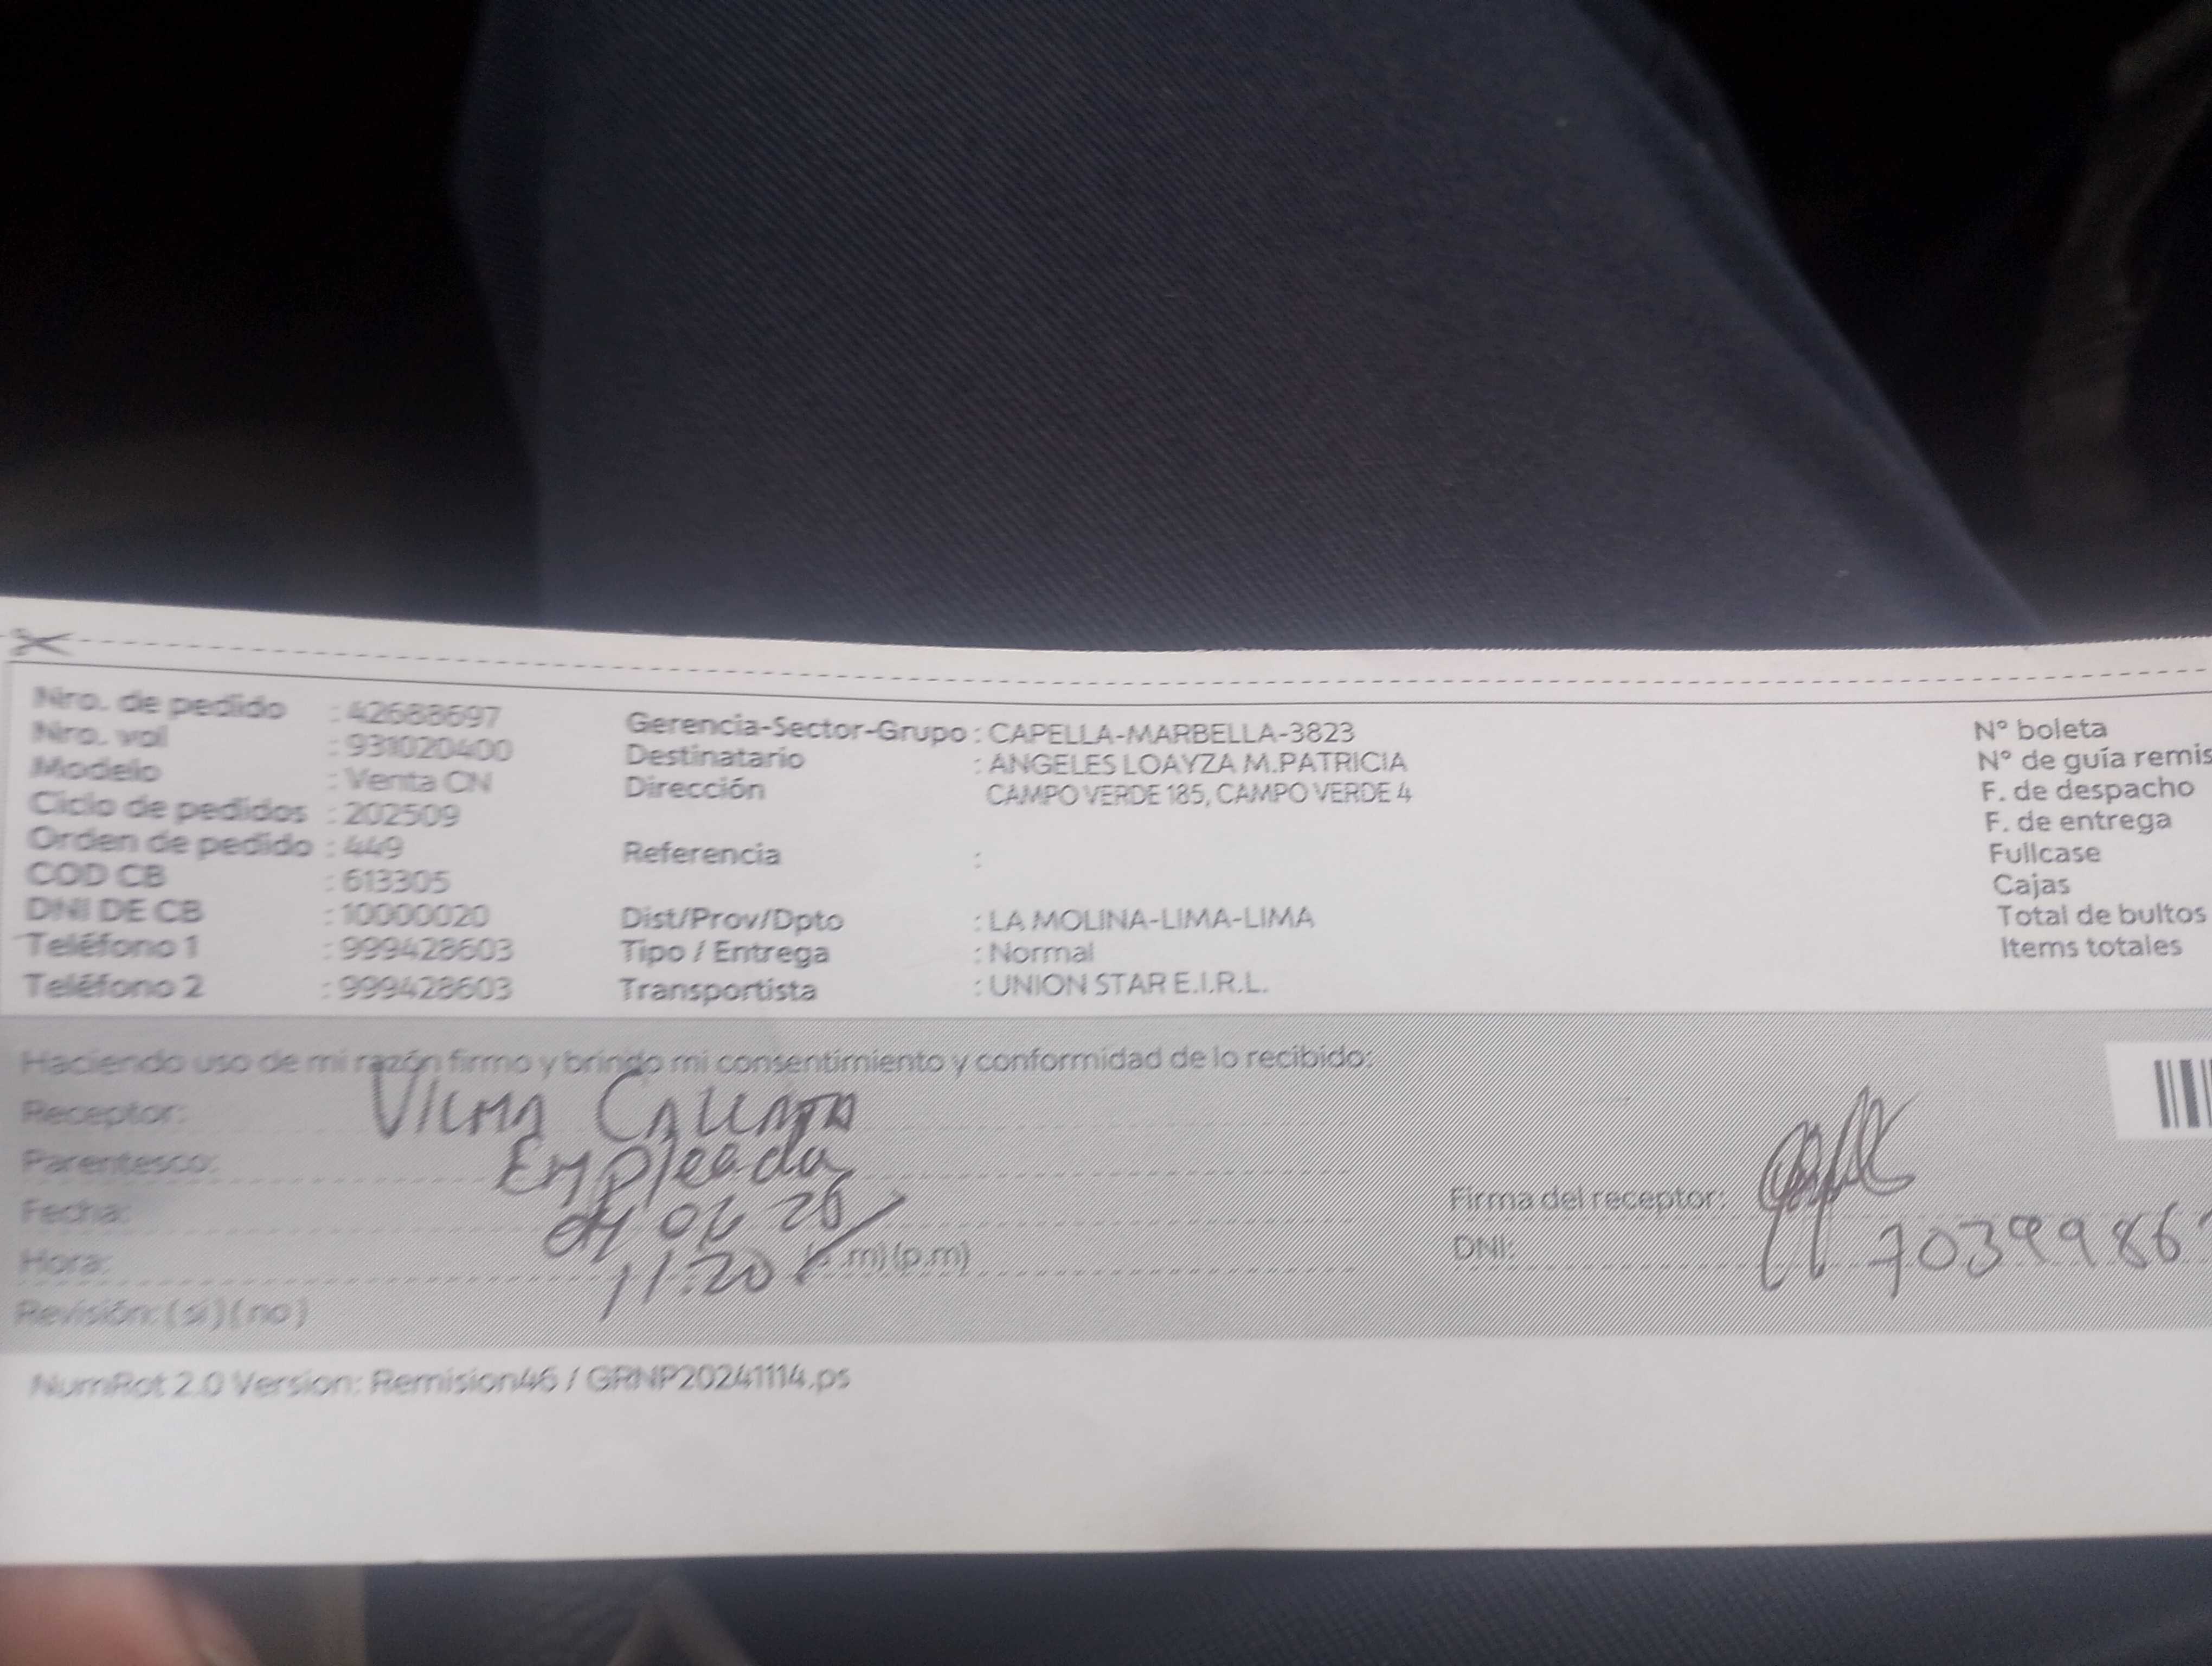 Nro. de pedido : 42688697
Nro. vol : 931020400
Modelo : Venta CN
Ciclo de pedidos : 202509
Orden de pedido : 449
COD CB : 613305
DNI DE CB : 10000020
Teléfono 1 : 999428603
Teléfono 2 : 999428603
Gerencia-Sector-Grupo : CAPELLA-MARBELLA-3823
Destinatario : ANGELES LOAYZA M.PATRICIA
Dirección CAMPO VERDE 185, CAMPO VERDE 4
Referencia :
Dist/Prov/Dpto : LA MOLINA-LIMA-LIMA
Tipo / Entrega : Normal
Transportista : UNION STAR E.I.R.L.
N° boleta
N° de guía remis
F. de despacho
F. de entrega
Fullcase
Cajas
Total de bultos
Items totales
Haciendo uso de mi razón firmo y brindo mi consentimiento y conformidad de lo recibido:
Receptor: VILMA
Parentesco: Empleada
Fecha:
Hora: 11:20 .m)(p.m)
Revisión: (si) (no)
Firma del receptor:
DNI: 7039986
NumRot 2.0 Version: Remision46 / GRNP20241114.ps